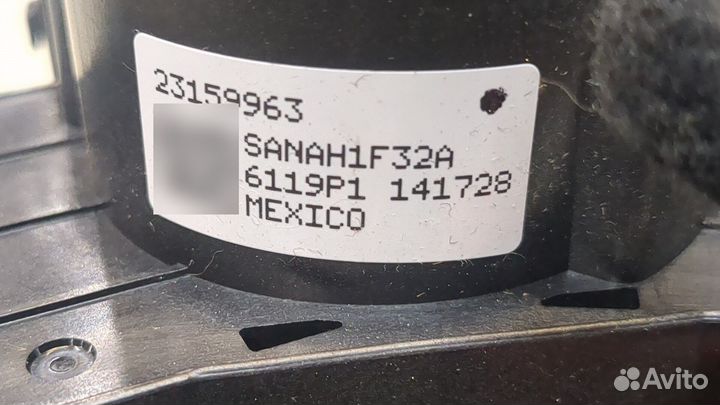 23159963
SANAH1F32A
6119P1 141728
MEXICO
Avito